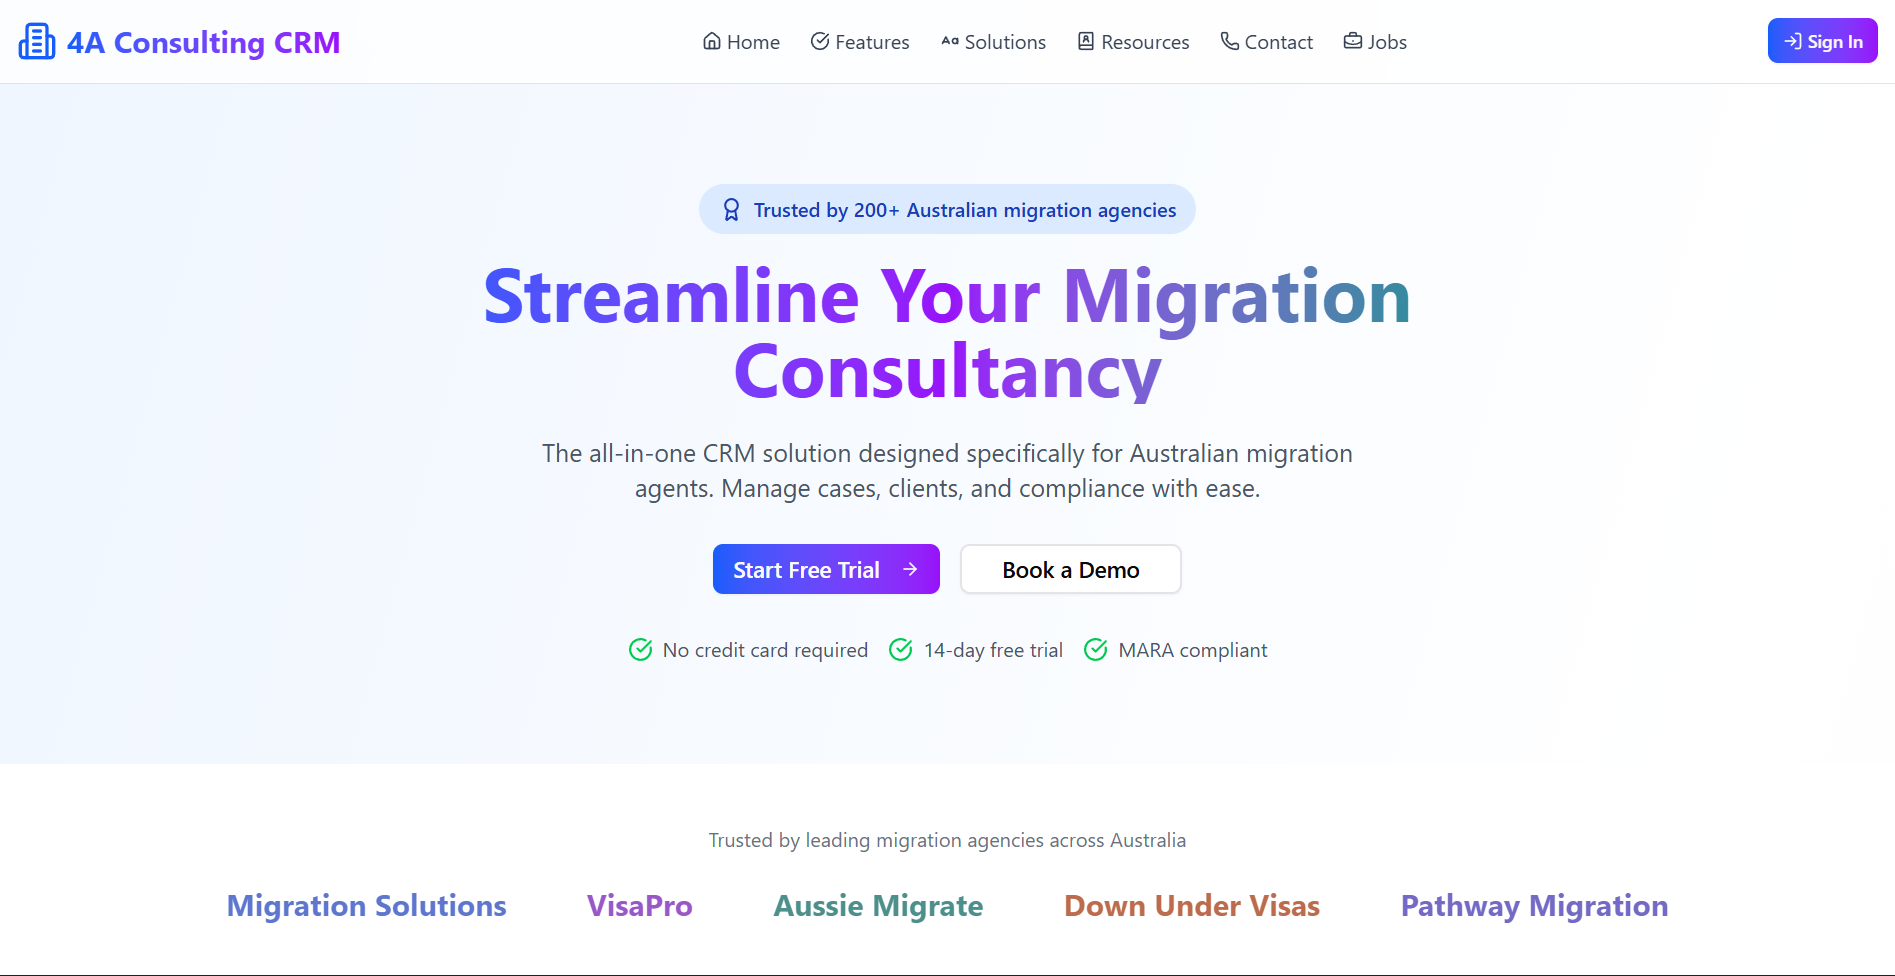 4A Consulting CRM
Home
Features
Solutions
Resources
Contact
Jobs
Sign In
Trusted by 200+ Australian migration agencies
Streamline Your Migration
Consultancy
The all-in-one CRM solution designed specifically for Australian migration
agents. Manage cases, clients, and compliance with ease.
Start Free Trial
Book a Demo
No credit card required
14-day free trial
MARA compliant
Trusted by leading migration agencies across Australia
Migration Solutions
VisaPro
Aussie Migrate
Down Under Visas
Pathway Migration